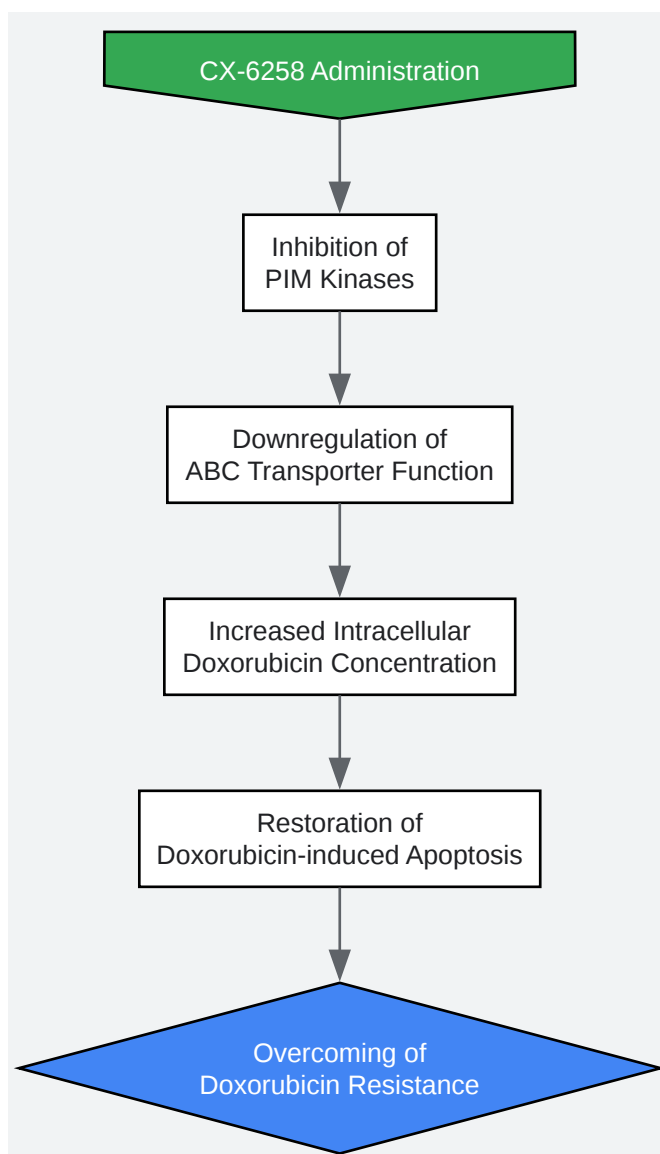 CX-6258 Administration
Inhibition of
PIM Kinases
Downregulation of
ABC Transporter Function
Increased Intracellular
Doxorubicin Concentration
Restoration of
Doxorubicin-induced Apoptosis
Overcoming of
Doxorubicin Resistance